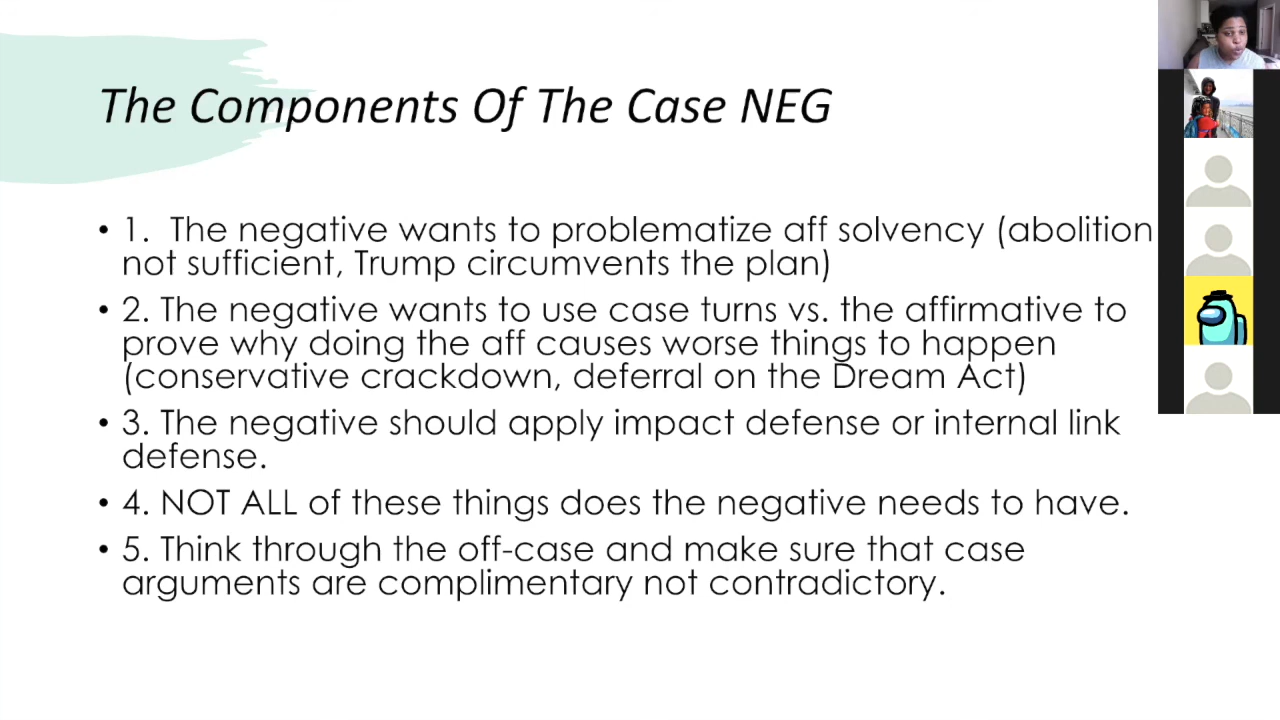 The Components Of The Case NEG
• 1.  The negative wants to problematize aff solvency (abolition
not sufficient, Trump circumvents the plan)
• 2. The negative wants to use case turns vs. the affirmative to
prove why doing the aff causes worse things to happen
(conservative crackdown, deferral on the Dream Act)
• 3. The negative should apply impact defense or internal link
defense.
• 4. NOT ALL of these things does the negative needs to have.
• 5. Think through the off-case and make sure that case
arguments are complimentary not contradictory.